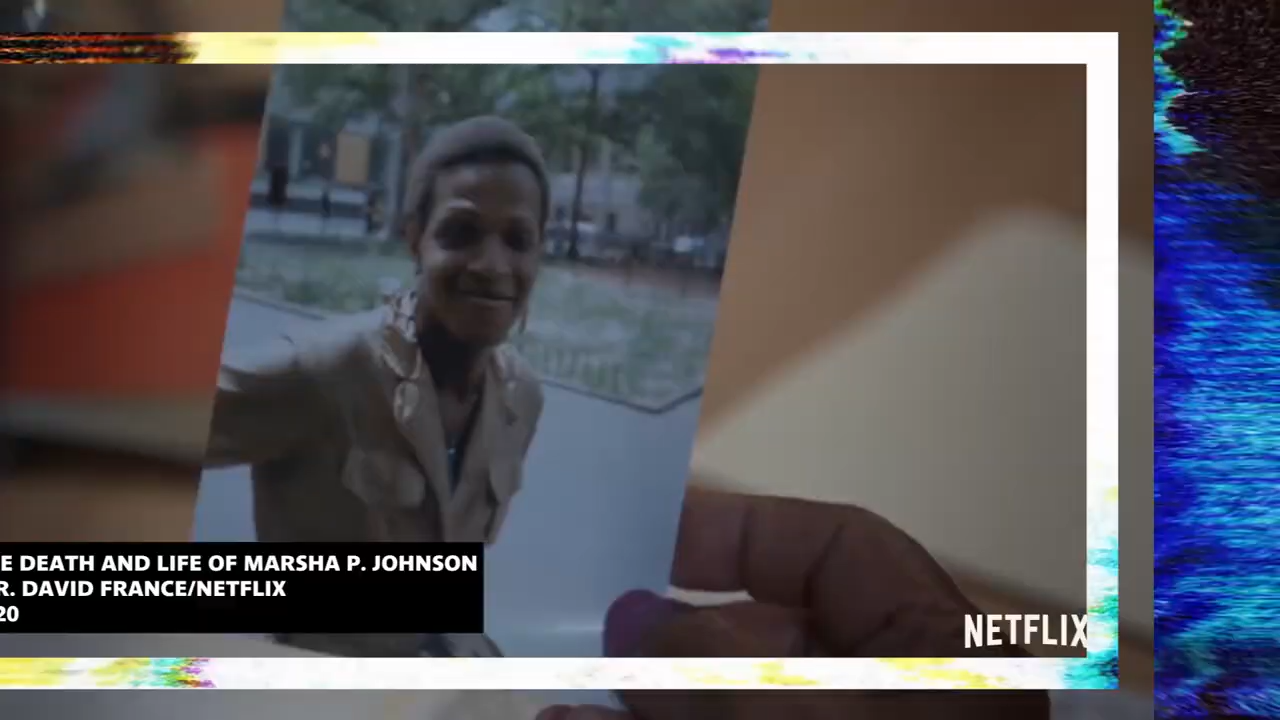 E DEATH AND LIFE OF MARSHA P. JOHNSON
R. DAVID FRANCE/NETFLIX
20
NETFLIX